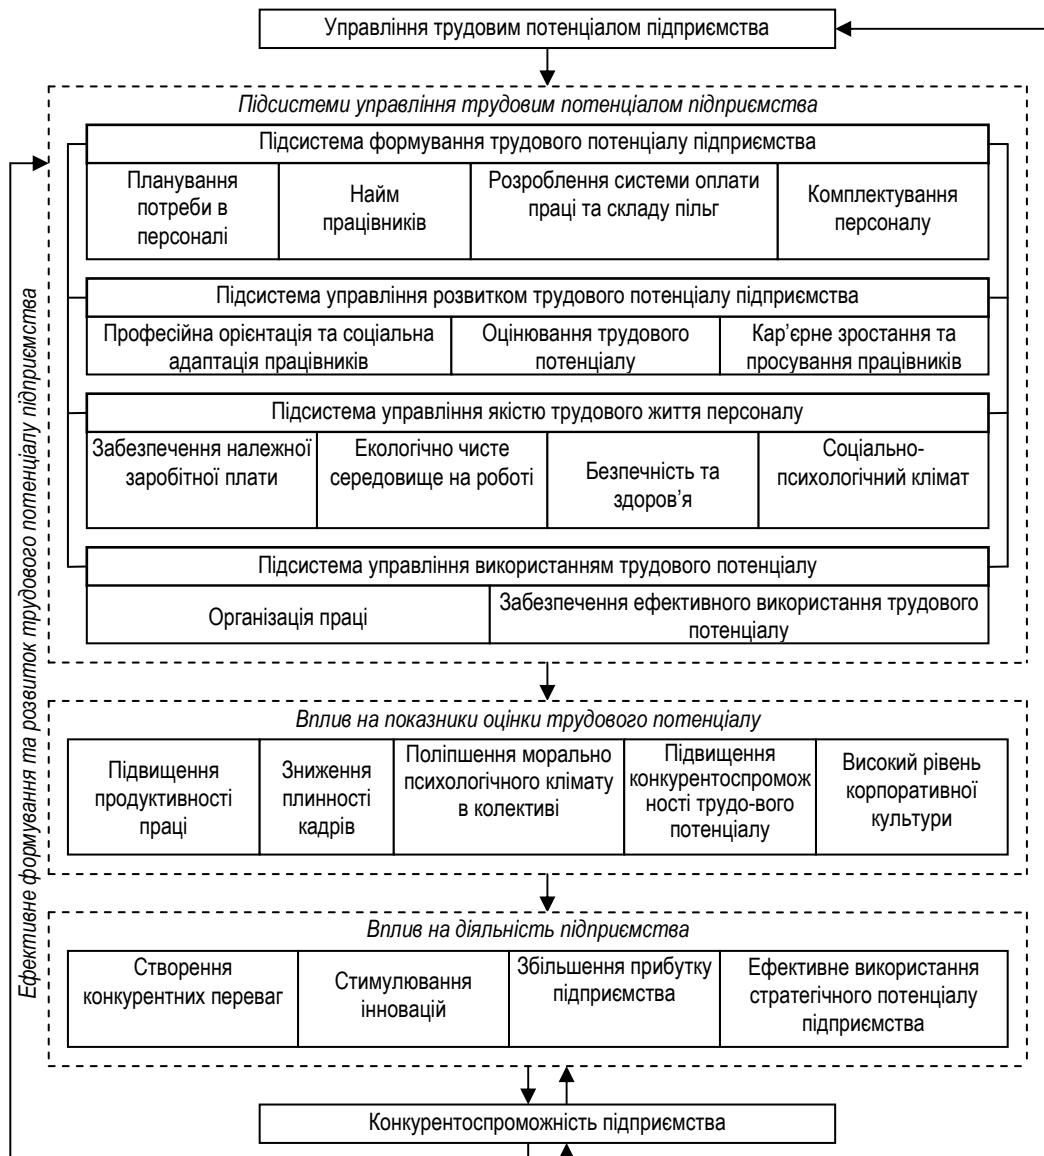 Управління трудовим потенціалом підприємства
Підсистеми управління трудовим потенціалом підприємства
Підсистема формування трудового потенціалу підприємства
Планування
потреби в
персоналі
Найм
працівників
Розроблення системи оплати
праці та складу пільг
Комплектування
персоналу
Підсистема управління розвитком трудового потенціалу підприємства
Професійна орієнтація та соціальна
адаптація працівників
Оцінювання трудового
потенціалу
Кар’єрне зростання та
просування працівників
Підсистема управління якістю трудового життя персоналу
Забезпечення належної
заробітної плати
Екологічно чисте
середовище на роботі
Безпечність та
здоров’я
Соціально-
психологічний клімат
Підсистема управління використанням трудового потенціалу
Організація праці
Забезпечення ефективного використання трудового
потенціалу
Ефективне формування та розвиток трудового потенціалу підприємства
Вплив на показники оцінки трудового потенціалу
Підвищення
продуктивності
праці
Зниження
плинності
кадрів
Поліпшення морально
психологічного клімату
в колективі
Підвищення
конкурентоспромож
ності трудо-вого
потенціалу
Високий рівень
корпоративної
культури
Вплив на діяльність підприємства
Створення
конкурентних переваг
Стимулювання
інновацій
Збільшення прибутку
підприємства
Ефективне використання
стратегічного потенціалу
підприємства
Конкурентоспроможність підприємства